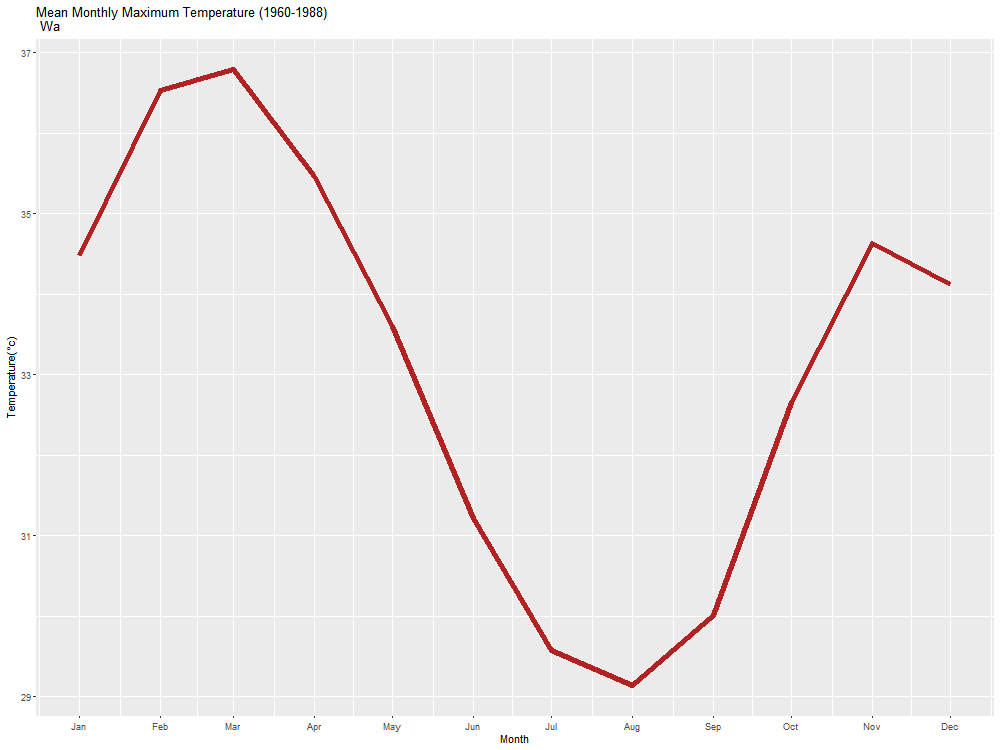 Mean Monthly Maximum Temperature (1960-1988)
Wa
37
35
33
31
29
Temperature(°c)
Jan Feb Mar Apr May Jun Jul Aug Sep Oct Nov Dec
Month